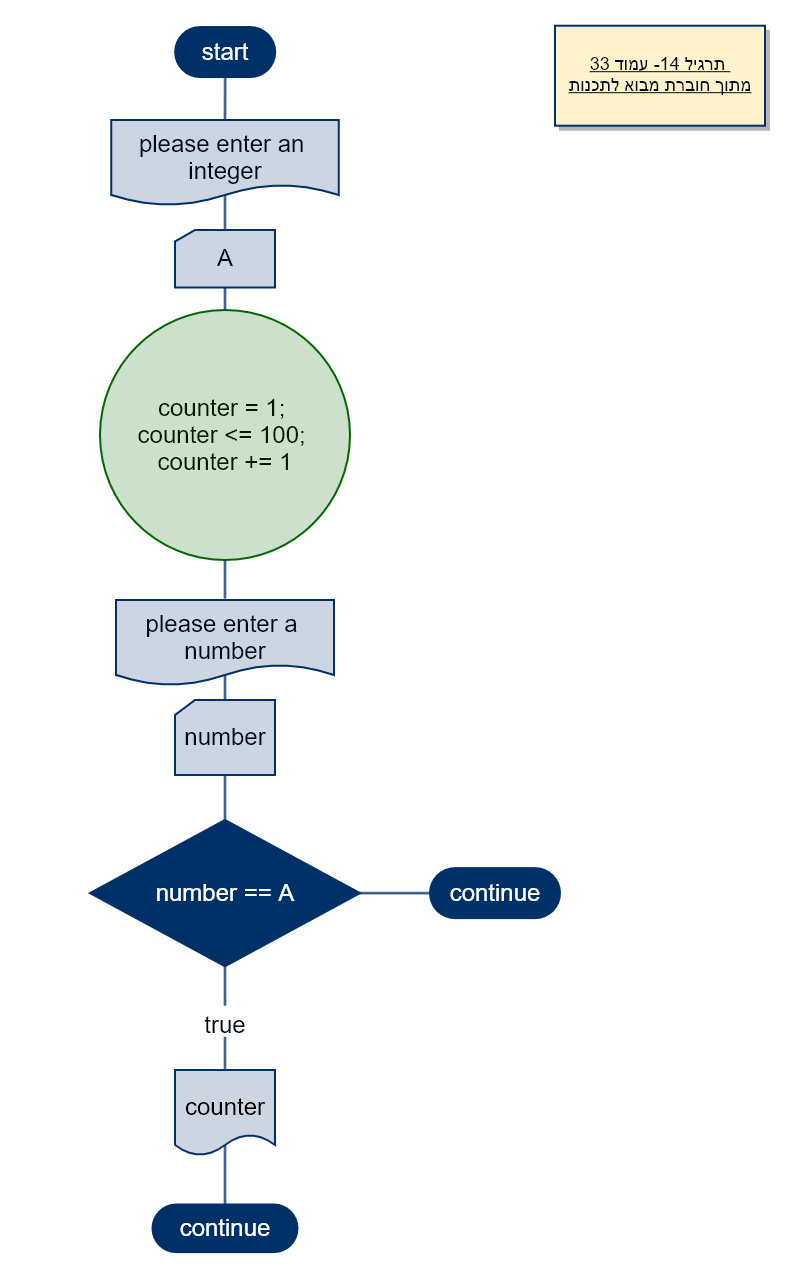 start
תרגיל 14- עמוד 33
מתוך חוברת מבוא לתכנות
please enter an
integer
A
counter = 1;
counter <= 100;
counter += 1
please enter a
number
number
number == A
continue
true
counter
continue